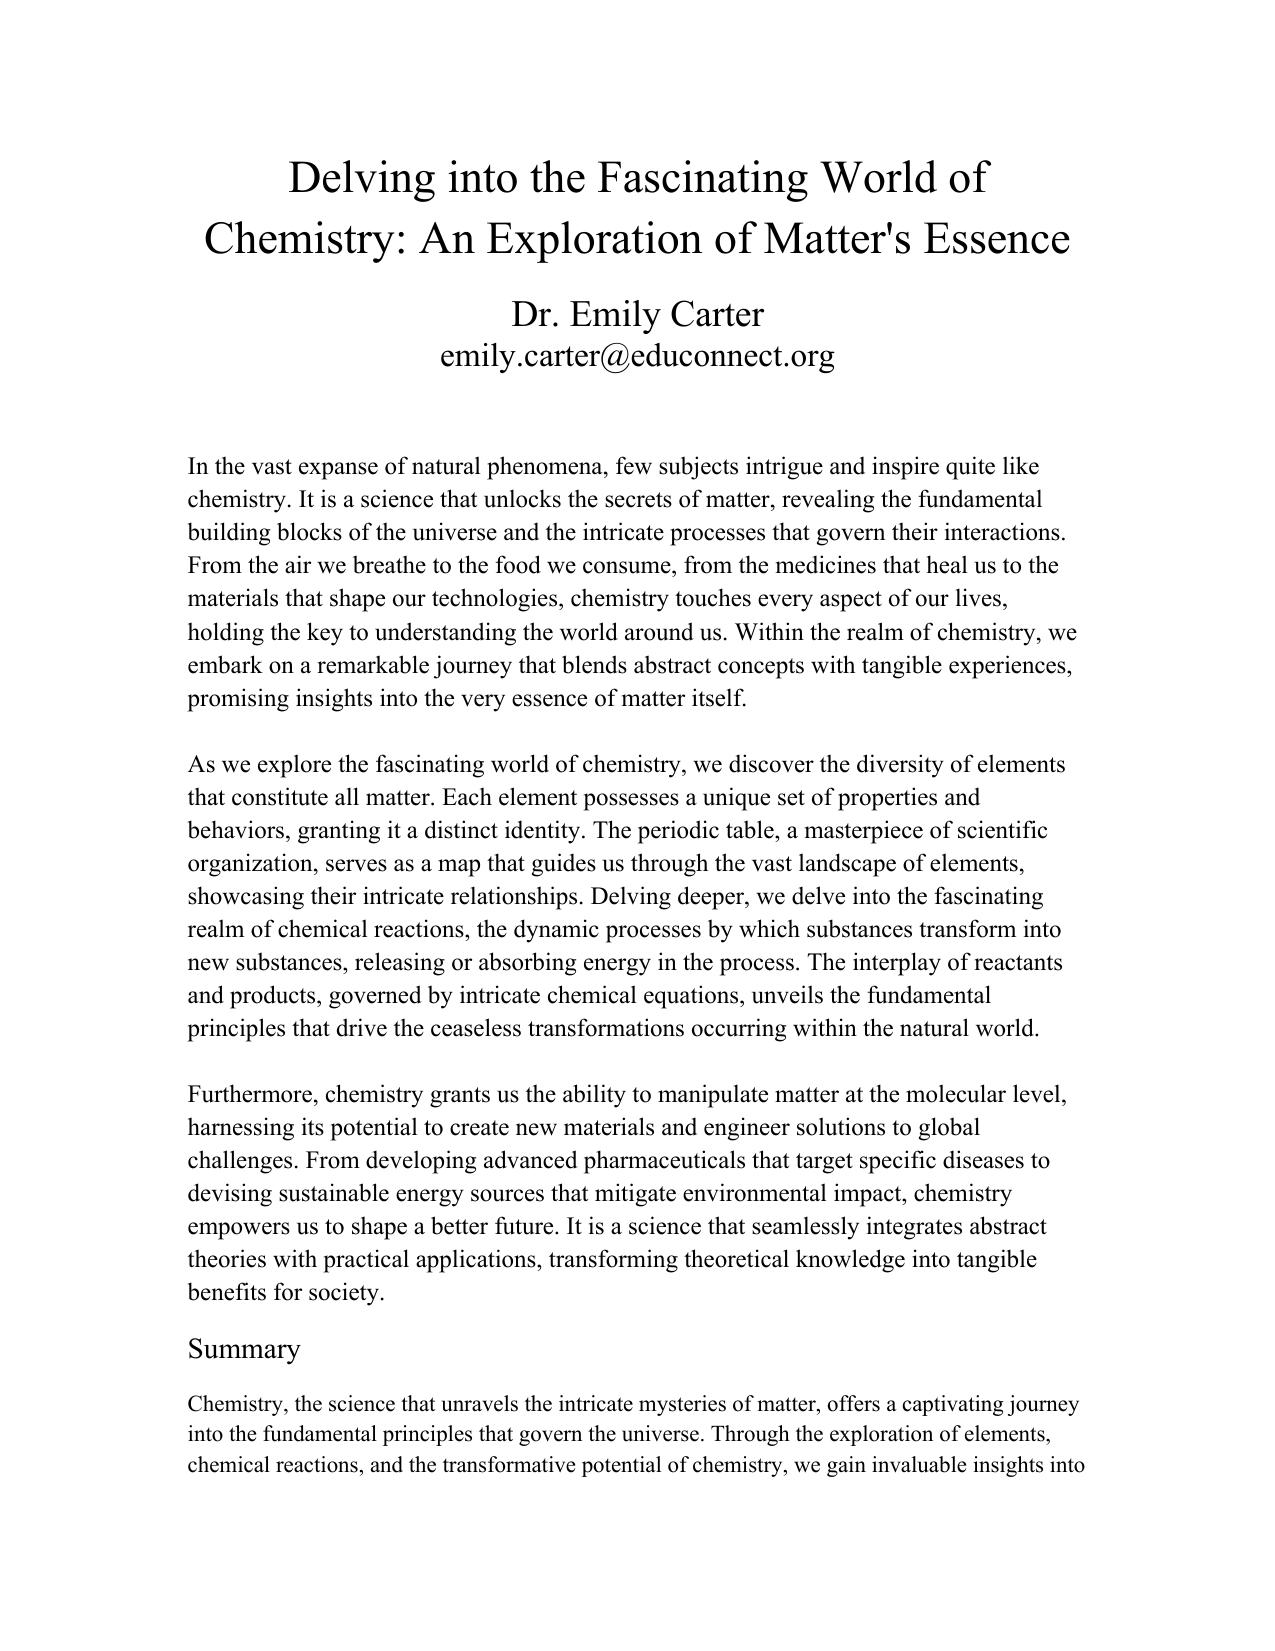 Delving into the Fascinating World of
Chemistry: An Exploration of Matter's Essence
Dr. Emily Carter
emily.carter@educonnect.org
In the vast expanse of natural phenomena, few subjects intrigue and inspire quite like
chemistry. It is a science that unlocks the secrets of matter, revealing the fundamental
building blocks of the universe and the intricate processes that govern their interactions.
From the air we breathe to the food we consume, from the medicines that heal us to the
materials that shape our technologies, chemistry touches every aspect of our lives,
holding the key to understanding the world around us. Within the realm of chemistry, we
embark on a remarkable journey that blends abstract concepts with tangible experiences,
promising insights into the very essence of matter itself.
As we explore the fascinating world of chemistry, we discover the diversity of elements
that constitute all matter. Each element possesses a unique set of properties and
behaviors, granting it a distinct identity. The periodic table, a masterpiece of scientific
organization, serves as a map that guides us through the vast landscape of elements,
showcasing their intricate relationships. Delving deeper, we delve into the fascinating
realm of chemical reactions, the dynamic processes by which substances transform into
new substances, releasing or absorbing energy in the process. The interplay of reactants
and products, governed by intricate chemical equations, unveils the fundamental
principles that drive the ceaseless transformations occurring within the natural world.
Furthermore, chemistry grants us the ability to manipulate matter at the molecular level,
harnessing its potential to create new materials and engineer solutions to global
challenges. From developing advanced pharmaceuticals that target specific diseases to
devising sustainable energy sources that mitigate environmental impact, chemistry
empowers us to shape a better future. It is a science that seamlessly integrates abstract
theories with practical applications, transforming theoretical knowledge into tangible
benefits for society.
Summary
Chemistry, the science that unravels the intricate mysteries of matter, offers a captivating journey
into the fundamental principles that govern the universe. Through the exploration of elements,
chemical reactions, and the transformative potential of chemistry, we gain invaluable insights into